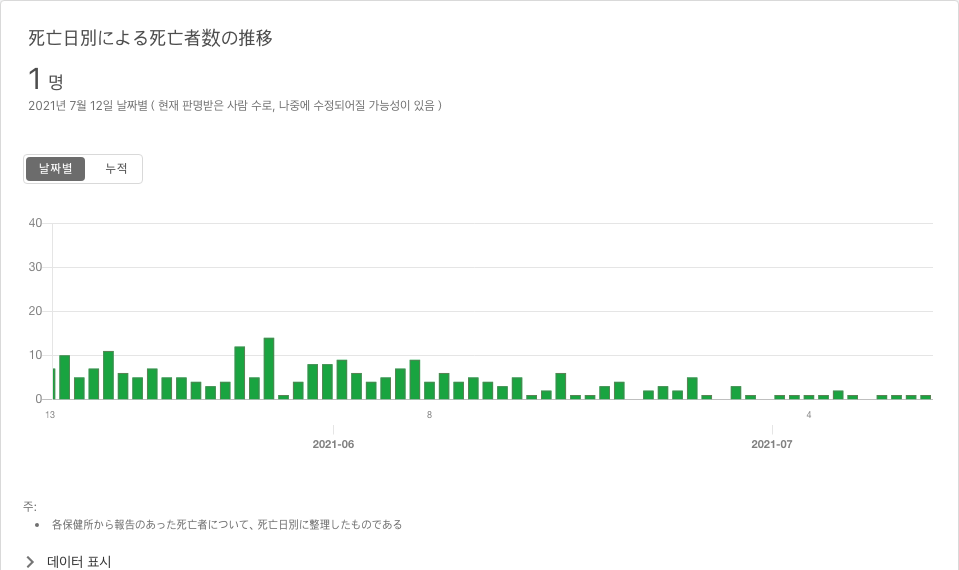 死亡日別による死亡者数の推移
1 명
2021년 7월 12일 날짜별 ( 현재 판명받은 사람 수로, 나중에 수정되어질 가능성이 있음 )
날짜별 누적
40
30
20
10
0
13 8 4
2021-06 2021-07
주:
• 各保健所から報告のあった死亡者について、死亡日別に整理したものである
데이터 표시